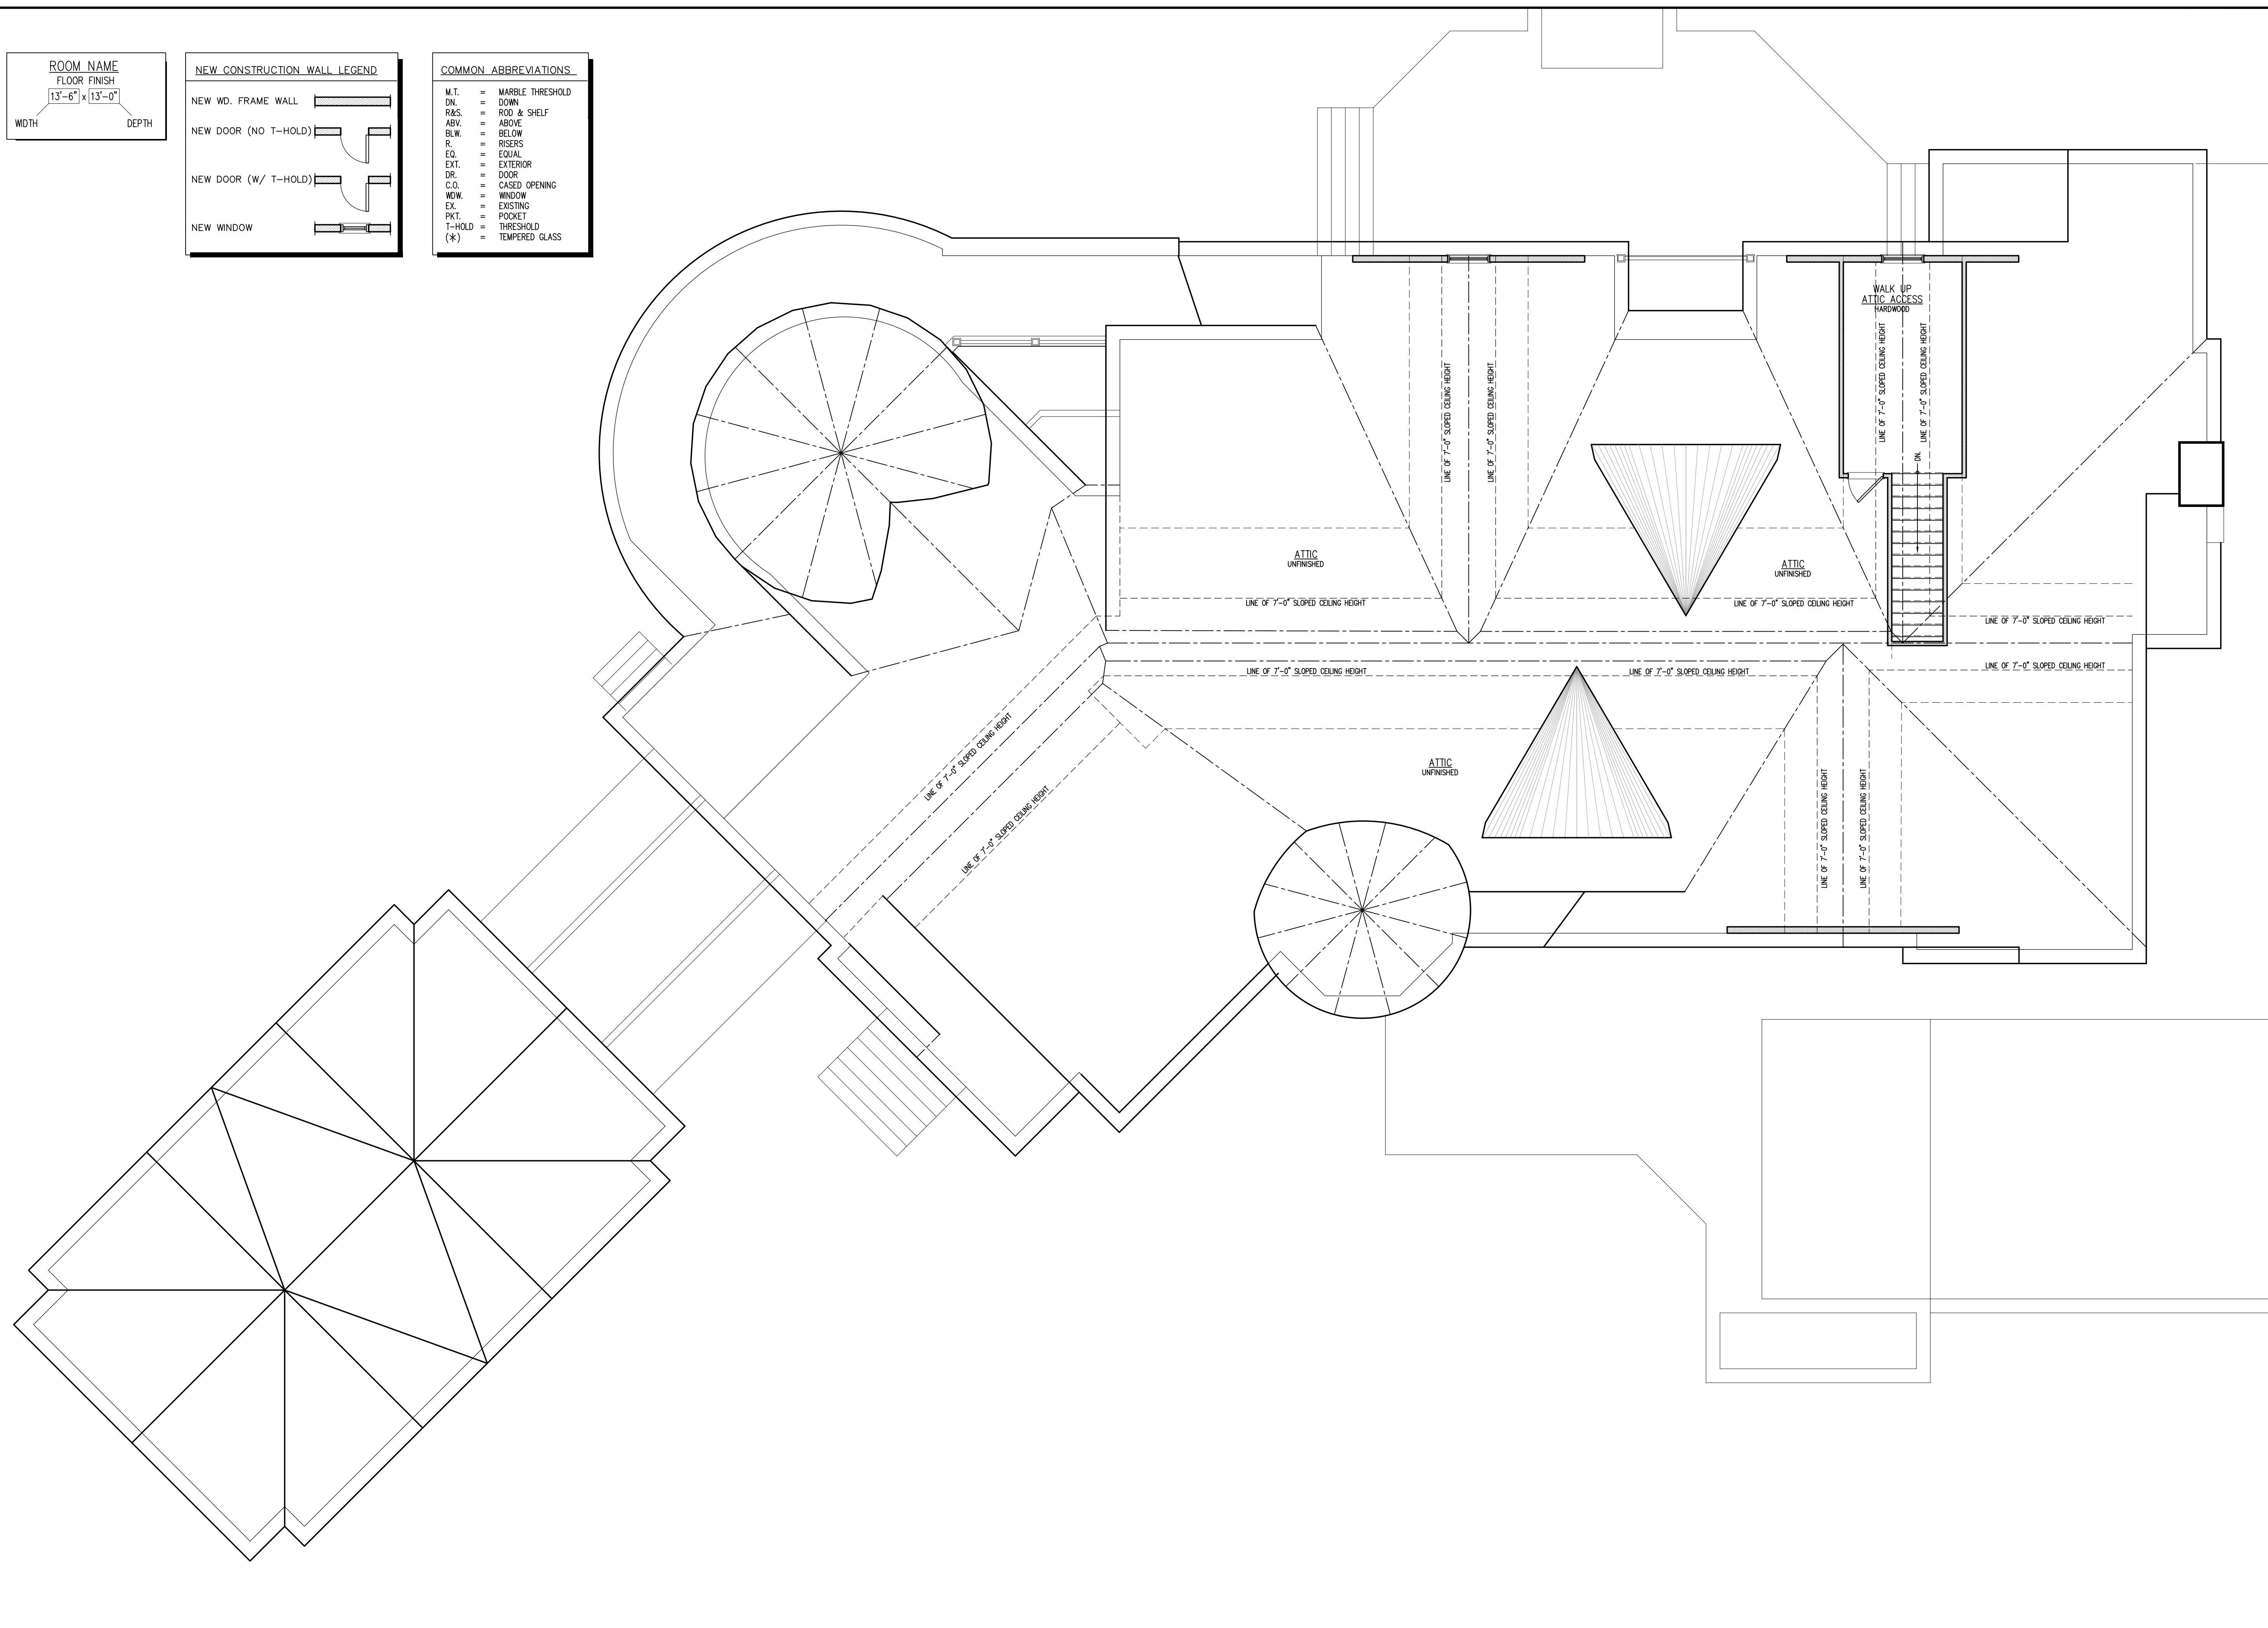 ROOM NAME
FLOOR FINISH
13'-6" x 13'-0"
WIDTH DEPTH
NEW CONSTRUCTION WALL LEGEND
NEW WD. FRAME WALL
NEW DOOR (NO T-HOLD)
NEW DOOR (W/ T-HOLD)
NEW WINDOW
COMMON ABBREVIATIONS
M.T. = MARBLE THRESHOLD
DN. = DOWN
R&S. = ROD & SHELF
ABV. = ABOVE
BLW. = BELOW
R. = RISERS
EQ. = EQUAL
EXT. = EXTERIOR
DR. = DOOR
C.O. = CASED OPENING
WDW. = WINDOW
EX. = EXISTING
PKT. = POCKET
T-HOLD = THRESHOLD
(*) = TEMPERED GLASS
WALK UP
ATTIC ACCESS
HARDWOOD
LINE OF 7'-0" SLOPED CEILING HEIGHT
LINE OF 7'-0" SLOPED CEILING HEIGHT
LINE OF 7'-0" SLOPED CEILING HEIGHT
LINE OF 7'-0" SLOPED CEILING HEIGHT
DN.
ATTIC
UNFINISHED
ATTIC
UNFINISHED
LINE OF 7'-0" SLOPED CEILING HEIGHT
LINE OF 7'-0" SLOPED CEILING HEIGHT
LINE OF 7'-0" SLOPED CEILING HEIGHT
LINE OF 7'-0" SLOPED CEILING HEIGHT
LINE OF 7'-0" SLOPED CEILING HEIGHT
LINE OF 7'-0" SLOPED CEILING HEIGHT
LINE OF 7'-0" SLOPED CEILING HEIGHT
LINE OF 7'-0" SLOPED CEILING HEIGHT
ATTIC
UNFINISHED
LINE OF 7'-0" SLOPED CEILING HEIGHT
LINE OF 7'-0" SLOPED CEILING HEIGHT